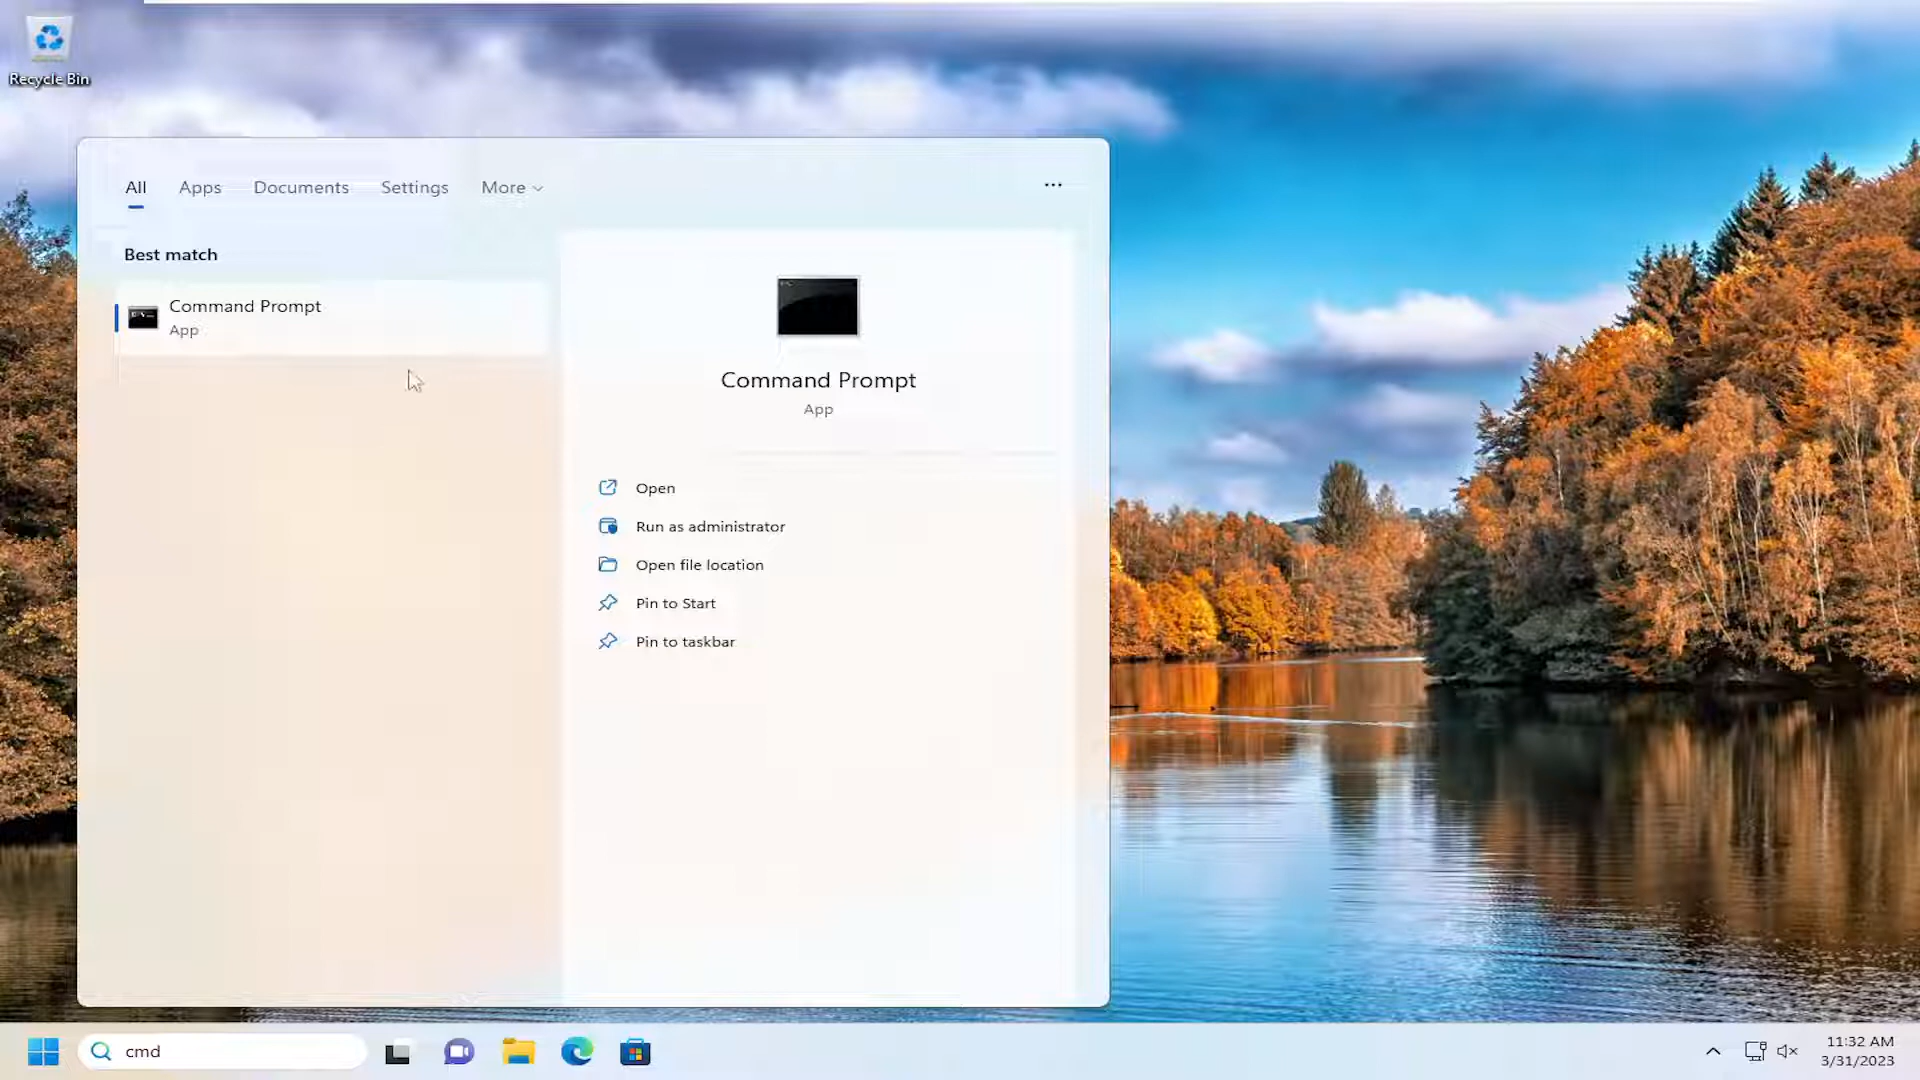 Recycle Bin
All Apps Documents Settings More
Best match
Command Prompt
App
Command Prompt
App
Open
Run as administrator
Open file location
Pin to Start
Pin to taskbar
cmd
11:32 AM
3/31/2023